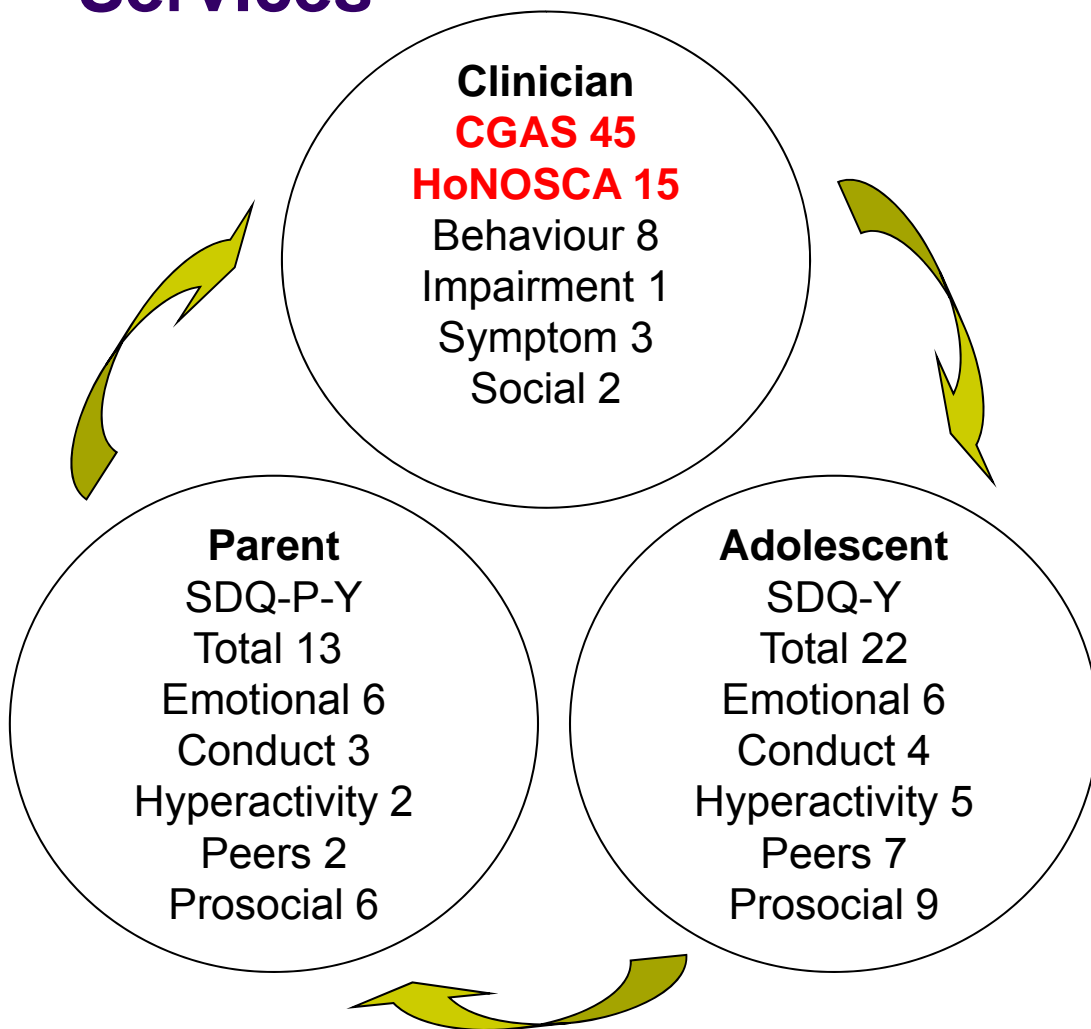 Services
Clinician
CGAS 45
HoNOSCA 15
Behaviour 8
Impairment 1
Symptom 3
Social 2
Parent
SDQ-P-Y
Total 13
Emotional 6
Conduct 3
Hyperactivity 2
Peers 2
Prosocial 6
Adolescent
SDQ-Y
Total 22
Emotional 6
Conduct 4
Hyperactivity 5
Peers 7
Prosocial 9